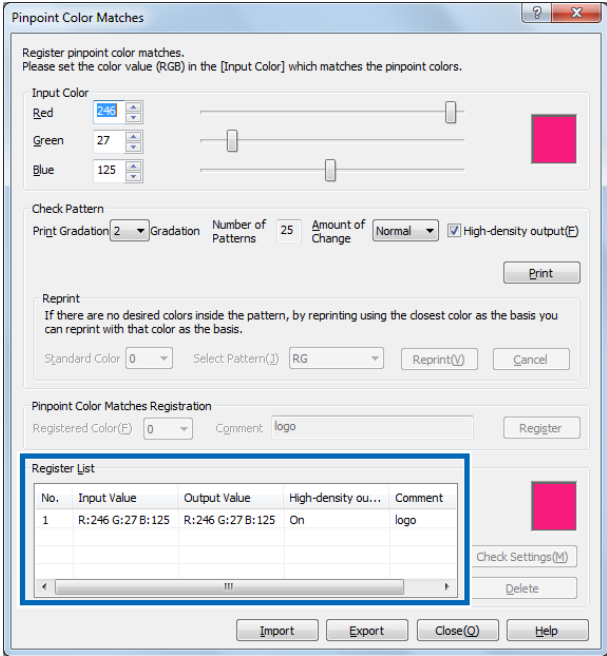 Pinpoint Color Matches
Register pinpoint color matches.
Please set the color value (RGB) in the [Input Color] which matches the pinpoint colors.
Input Color
Red 246
Green 27
Blue 125
Check Pattern
Print Gradation 2 Gradation Number of Patterns 25 Amount of Change Normal High-density output(F)
Print
Reprint
If there are no desired colors inside the pattern, by reprinting using the closest color as the basis you
can reprint with that color as the basis.
Standard Color 0 Select Pattern(J) RG Reprint(V) Cancel
Pinpoint Color Matches Registration
Registered Color(E) 0 Comment logo Register
Register List
No. Input Value Output Value High-density ou... Comment
1 R:246 G:27 B:125 R:246 G:27 B:125 On logo
Check Settings(M)
Delete
Import Export Close(O) Help